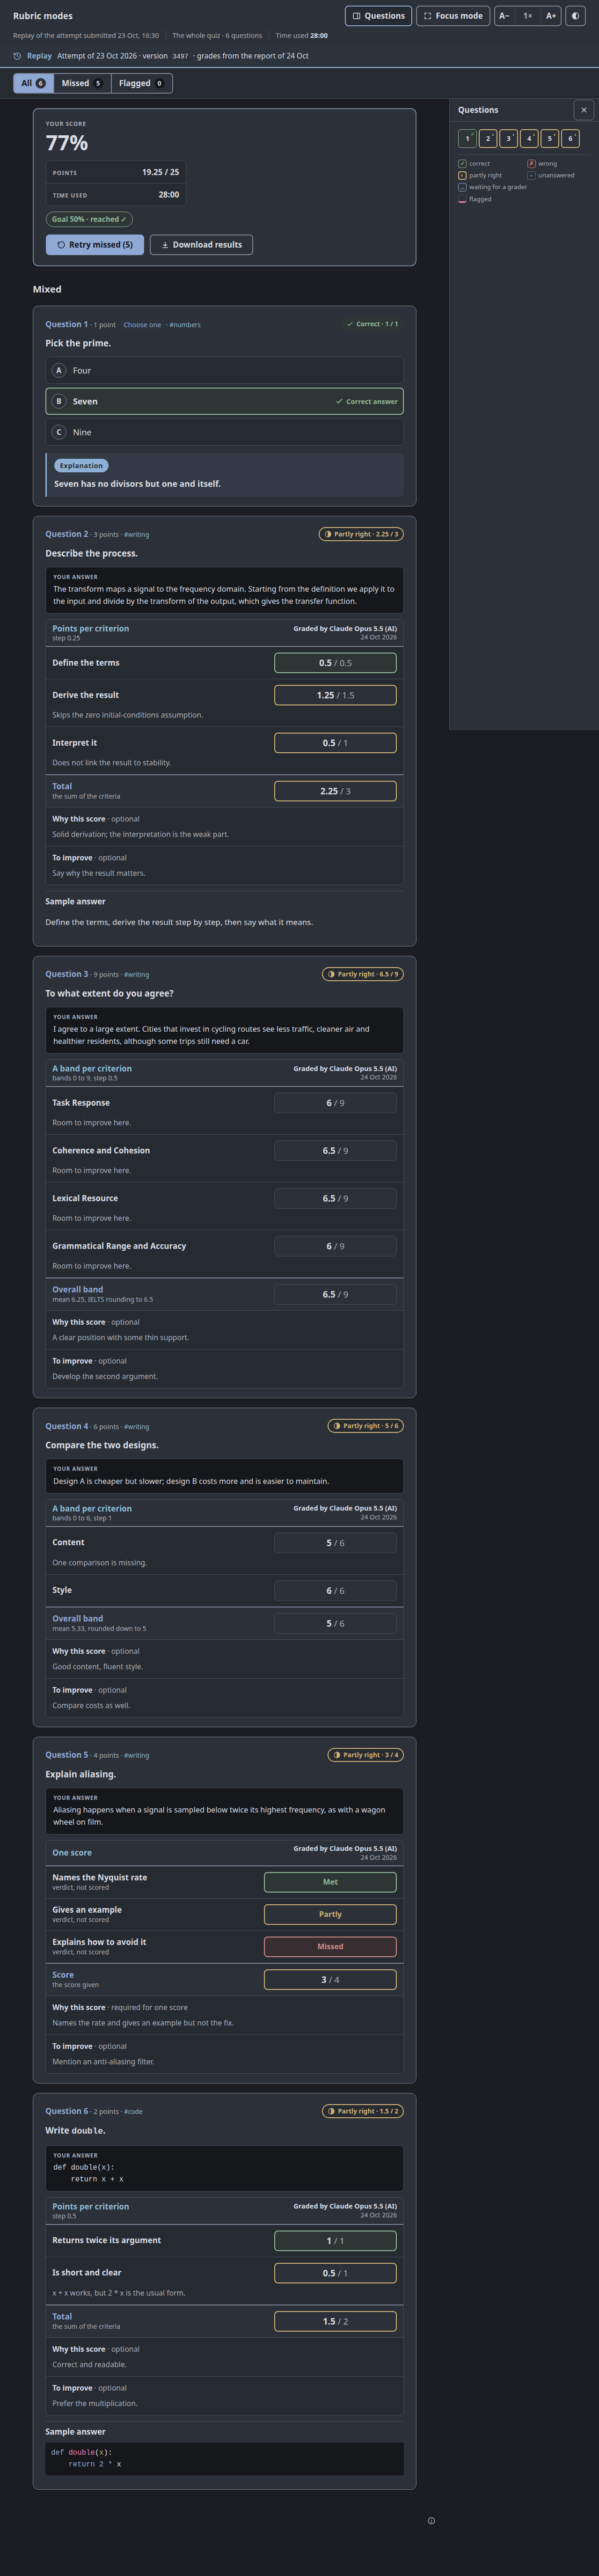 Rubric modes
Questions
Focus mode
A−
1×
A+
Replay of the attempt submitted 23 Oct, 16:30
The whole quiz · 6 questions
Time used 28:00
Replay
Attempt of 23 Oct 2026 · version 3497 · grades from the report of 24 Oct
All 6
Missed 5
Flagged 0
Questions
1
2
3
4
5
6
correct
wrong
partly right
unanswered
waiting for a grader
flagged
YOUR SCORE
77%
POINTS 19.25 / 25
TIME USED 28:00
Goal 50% · reached ✓
Retry missed (5)
Download results
Mixed
Question 1 · 1 point Choose one · #numbers
Correct · 1 / 1
Pick the prime.
A Four
B Seven
Correct answer
C Nine
Explanation
Seven has no divisors but one and itself.
Question 2 · 3 points · #writing
Partly right · 2.25 / 3
Describe the process.
YOUR ANSWER
The transform maps a signal to the frequency domain. Starting from the definition we apply it to
the input and divide by the transform of the output, which gives the transfer function.
Points per criterion
step 0.25
Graded by Claude Opus 5.5 (AI)
24 Oct 2026
Define the terms
0.5 / 0.5
Derive the result
1.25 / 1.5
Skips the zero initial-conditions assumption.
Interpret it
0.5 / 1
Does not link the result to stability.
Total
the sum of the criteria
2.25 / 3
Why this score · optional
Solid derivation; the interpretation is the weak part.
To improve · optional
Say why the result matters.
Sample answer
Define the terms, derive the result step by step, then say what it means.
Question 3 · 9 points · #writing
Partly right · 6.5 / 9
To what extent do you agree?
YOUR ANSWER
I agree to a large extent. Cities that invest in cycling routes see less traffic, cleaner air and
healthier residents, although some trips still need a car.
A band per criterion
bands 0 to 9, step 0.5
Graded by Claude Opus 5.5 (AI)
24 Oct 2026
Task Response
6 / 9
Room to improve here.
Coherence and Cohesion
6.5 / 9
Room to improve here.
Lexical Resource
6.5 / 9
Room to improve here.
Grammatical Range and Accuracy
6 / 9
Room to improve here.
Overall band
mean 6.25, IELTS rounding to 6.5
6.5 / 9
Why this score · optional
A clear position with some thin support.
To improve · optional
Develop the second argument.
Question 4 · 6 points · #writing
Partly right · 5 / 6
Compare the two designs.
YOUR ANSWER
Design A is cheaper but slower; design B costs more and is easier to maintain.
A band per criterion
bands 0 to 6, step 1
Graded by Claude Opus 5.5 (AI)
24 Oct 2026
Content
5 / 6
One comparison is missing.
Style
6 / 6
Overall band
mean 5.33, rounded down to 5
5 / 6
Why this score · optional
Good content, fluent style.
To improve · optional
Compare costs as well.
Question 5 · 4 points · #writing
Partly right · 3 / 4
Explain aliasing.
YOUR ANSWER
Aliasing happens when a signal is sampled below twice its highest frequency, as with a wagon
wheel on film.
One score
Graded by Claude Opus 5.5 (AI)
24 Oct 2026
Names the Nyquist rate
verdict, not scored
Met
Gives an example
verdict, not scored
Partly
Explains how to avoid it
verdict, not scored
Missed
Score
the score given
3 / 4
Why this score · required for one score
Names the rate and gives an example but not the fix.
To improve · optional
Mention an anti-aliasing filter.
Question 6 · 2 points · #code
Partly right · 1.5 / 2
Write double.
YOUR ANSWER
def double(x):
    return x + x
Points per criterion
step 0.5
Graded by Claude Opus 5.5 (AI)
24 Oct 2026
Returns twice its argument
1 / 1
Is short and clear
0.5 / 1
x + x works, but 2 * x is the usual form.
Total
the sum of the criteria
1.5 / 2
Why this score · optional
Correct and readable.
To improve · optional
Prefer the multiplication.
Sample answer
def double(x):
    return 2 * x